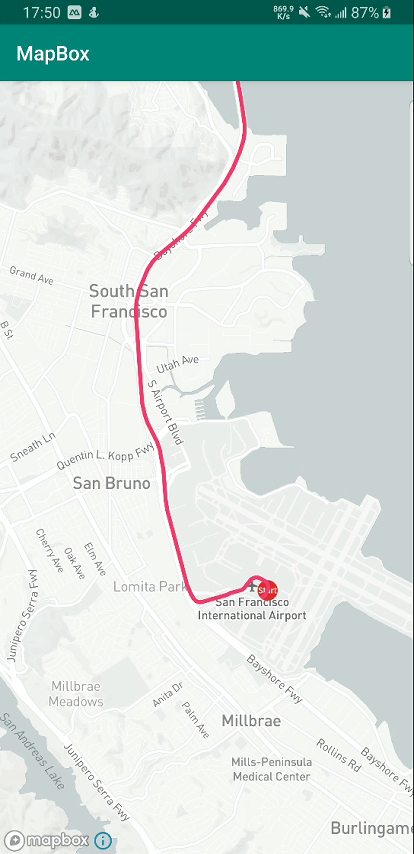 17:50
869.9
K/s
87%
MapBox
Bayshore Fwy
Grand Ave
South San
Francisco
B St
Utah Ave
S Airport Blvd
Sneath Ln
Quentin L. Kopp Fwy
San Bruno
Cherry Ave
Oak Ave
Elm Ave
Lomita Park
Start
San Francisco
International Airport
Junipero Serra Fwy
Bayshore Fwy
Millbrae
Meadows
Anita Dr
Palm Ave
Millbrae
San Andreas Lake
Junipero Serra Fwy
Rollins Rd
Bayshore Fwy
Mills-Peninsula
Medical Center
Burlingame
mapbox